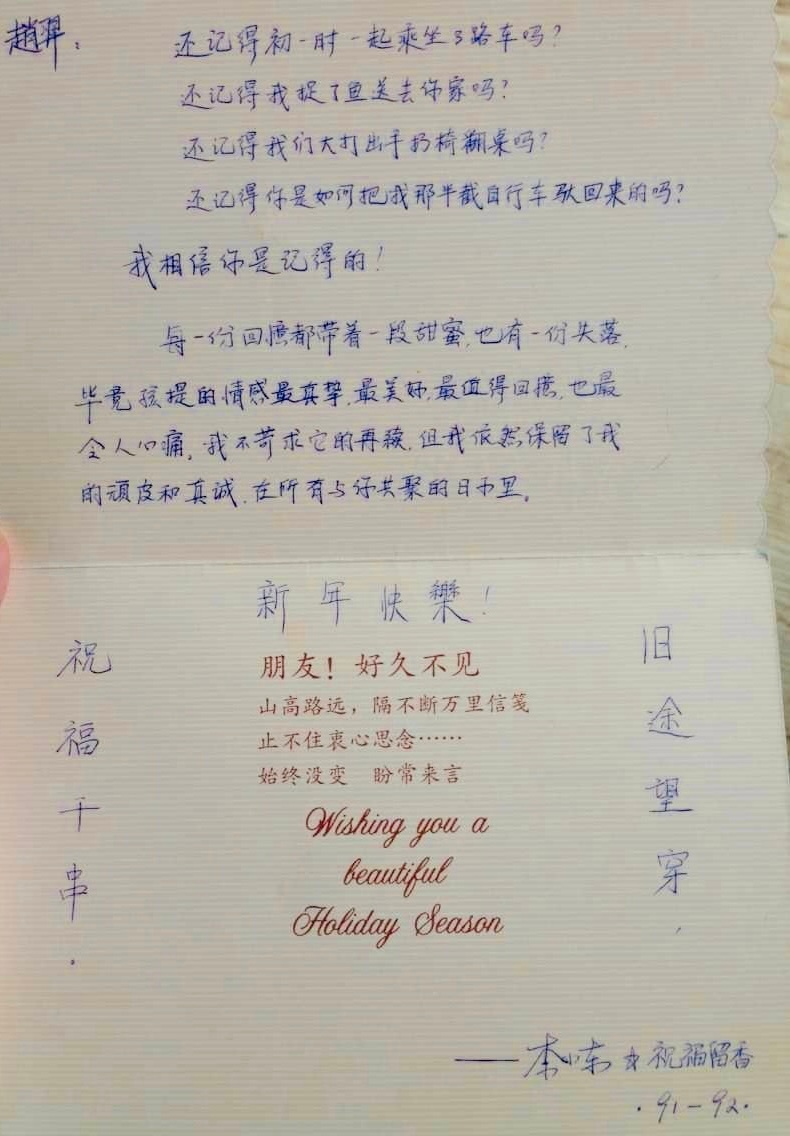 赵羿：
还记得初一时一起乘坐3路车吗？
还记得我捉了鱼送去你家吗？
还记得我们大打出手扔椅翻桌吗？
还记得你是如何把我那半截自行车驮回来的吗？
我相信你是记得的！
每一份回忆都带着一段甜蜜，也有一份失落，
毕竟孩提的情感最真挚，最美好，最值得回忆，也最
令人心痛，我不苛求它的再续，但我依然保留了我
的顽皮和真诚，在所有与你共聚的日子里。
新年快樂！
旧途望穿，
祝福千串。
朋友！好久不见
山高路远，隔不断万里信笺
止不住衷心思念……
始终没变 盼常来言
Wishing you a
beautiful
Holiday Season
——李小东 祝福留香
·91-92·